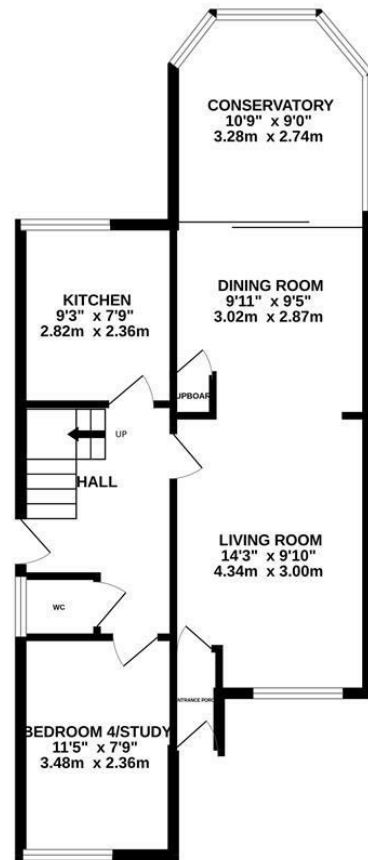 CONSERVATORY
10'9" x 9'0"
3.28m x 2.74m
KITCHEN
9'3" x 7'9"
2.82m x 2.36m
DINING ROOM
9'11" x 9'5"
3.02m x 2.87m
UPBOAR
UP
HALL
LIVING ROOM
14'3" x 9'10"
4.34m x 3.00m
WC
NTRANCE PORC
BEDROOM 4/STUDY
11'5" x 7'9"
3.48m x 2.36m